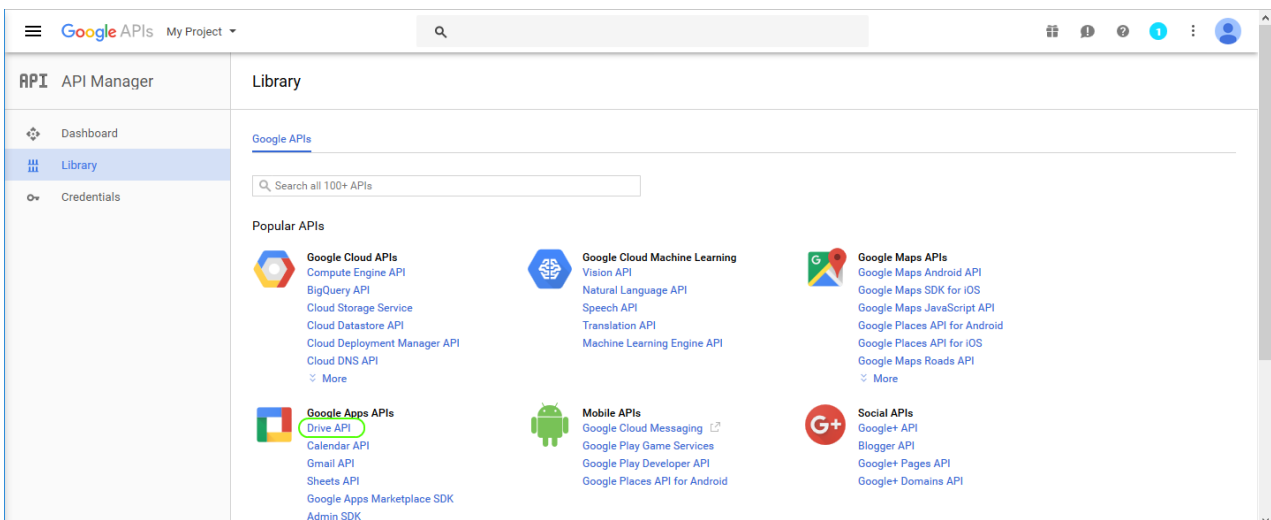 Google APIs My Project
1
API API Manager
Library
Dashboard
Library
Credentials
Google APIs
Search all 100+ APIs
Popular APIs
Google Cloud APIs
Compute Engine API
BigQuery API
Cloud Storage Service
Cloud Datastore API
Cloud Deployment Manager API
Cloud DNS API
More
Google Cloud Machine Learning
Vision API
Natural Language API
Speech API
Translation API
Machine Learning Engine API
G
Google Maps APIs
Google Maps Android API
Google Maps SDK for iOS
Google Maps JavaScript API
Google Places API for Android
Google Places API for iOS
Google Maps Roads API
More
Google Apps APIs
Drive API
Calendar API
Gmail API
Sheets API
Google Apps Marketplace SDK
Admin SDK
Mobile APIs
Google Cloud Messaging
Google Play Game Services
Google Play Developer API
Google Places API for Android
G+
Social APIs
Google+ API
Blogger API
Google+ Pages API
Google+ Domains API